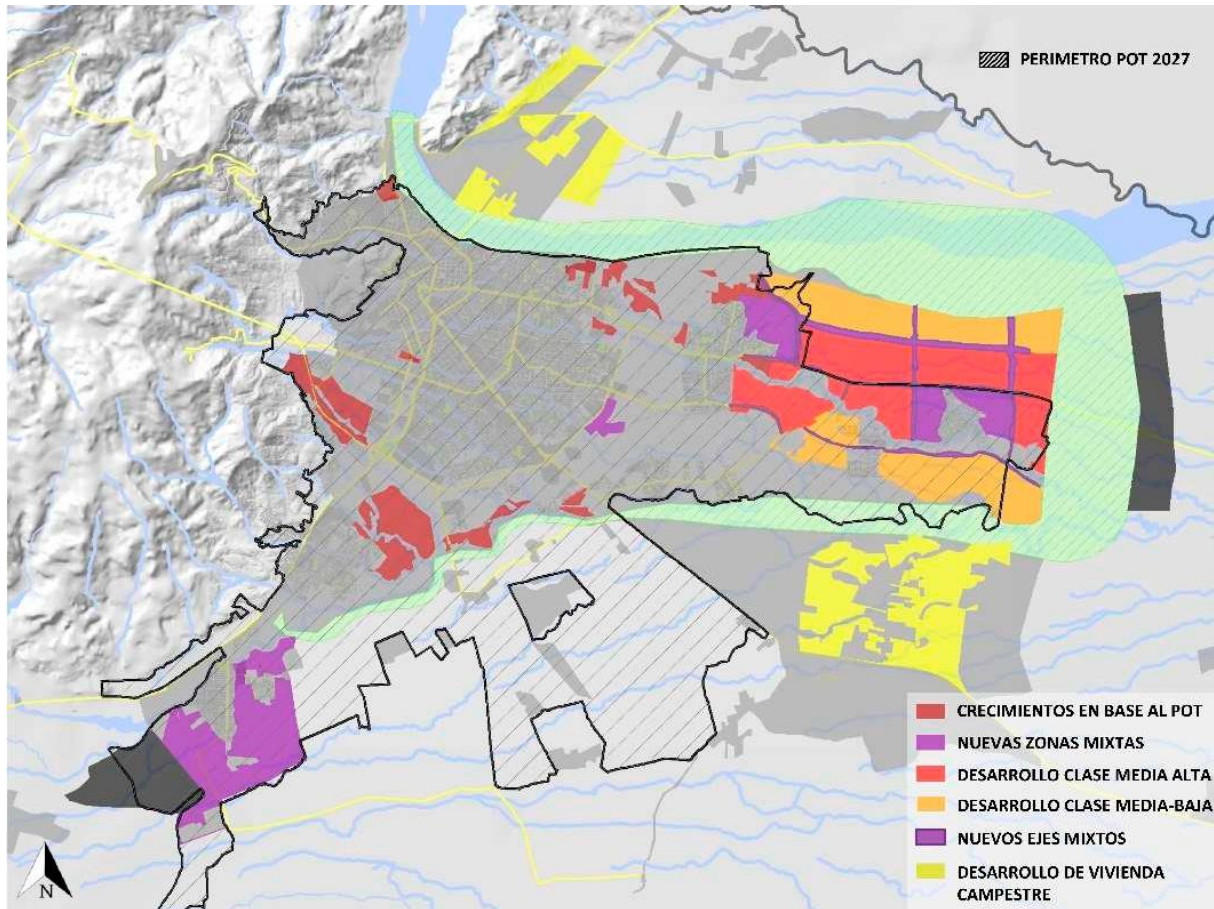 PERIMETRO POT 2027
CRECIMIENTOS EN BASE AL POT
NUEVAS ZONAS MIXTAS
DESARROLLO CLASE MEDIA ALTA
DESARROLLO CLASE MEDIA-BAJA
NUEVOS EJES MIXTOS
DESARROLLO DE VIVIENDA
CAMPESTRE
N